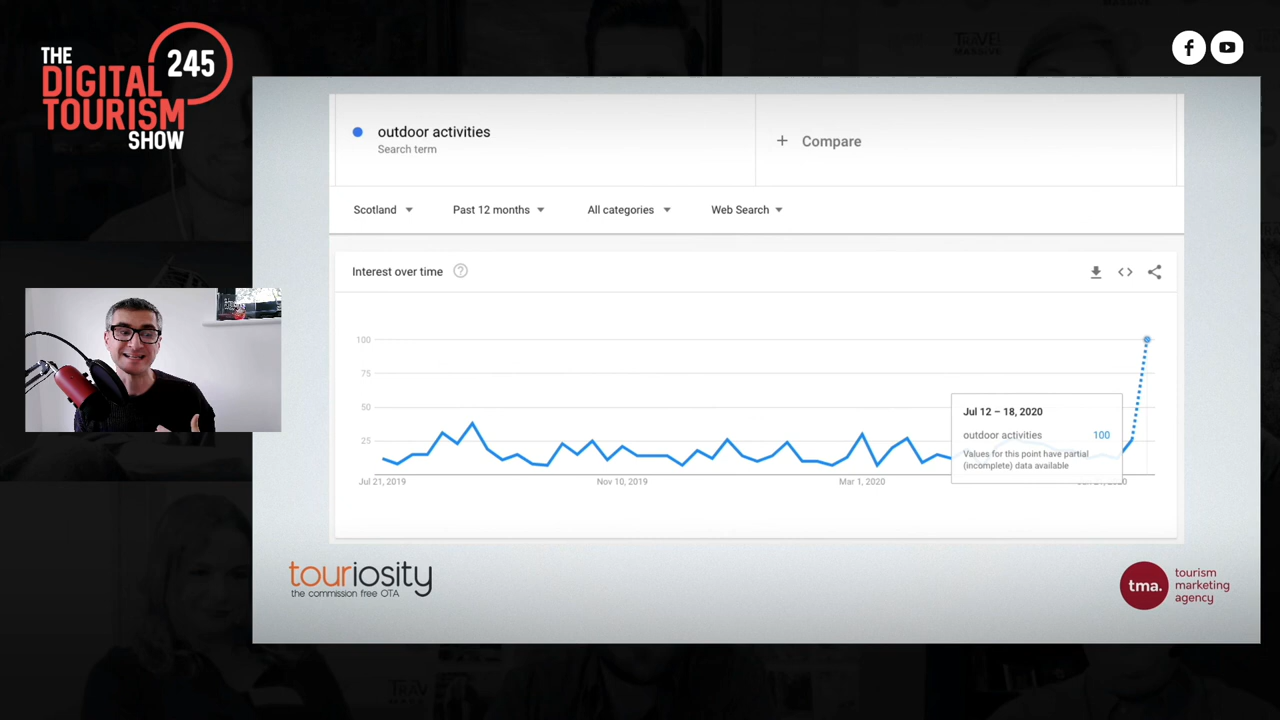 THE
DIGITAL
TOURISM
SHOW
245
outdoor activities
Search term
+ Compare
Scotland
Past 12 months
All categories
Web Search
Interest over time
100
75
50
25
Jul 12 – 18, 2020
outdoor activities 100
Values for this point have partial
(incomplete) data available
Jul 21, 2019
Nov 10, 2019
Mar 1, 2020
touriosity
the commission free OTA
tma.
tourism
marketing
agency
TRAVEL
MASSIVE
TRAV